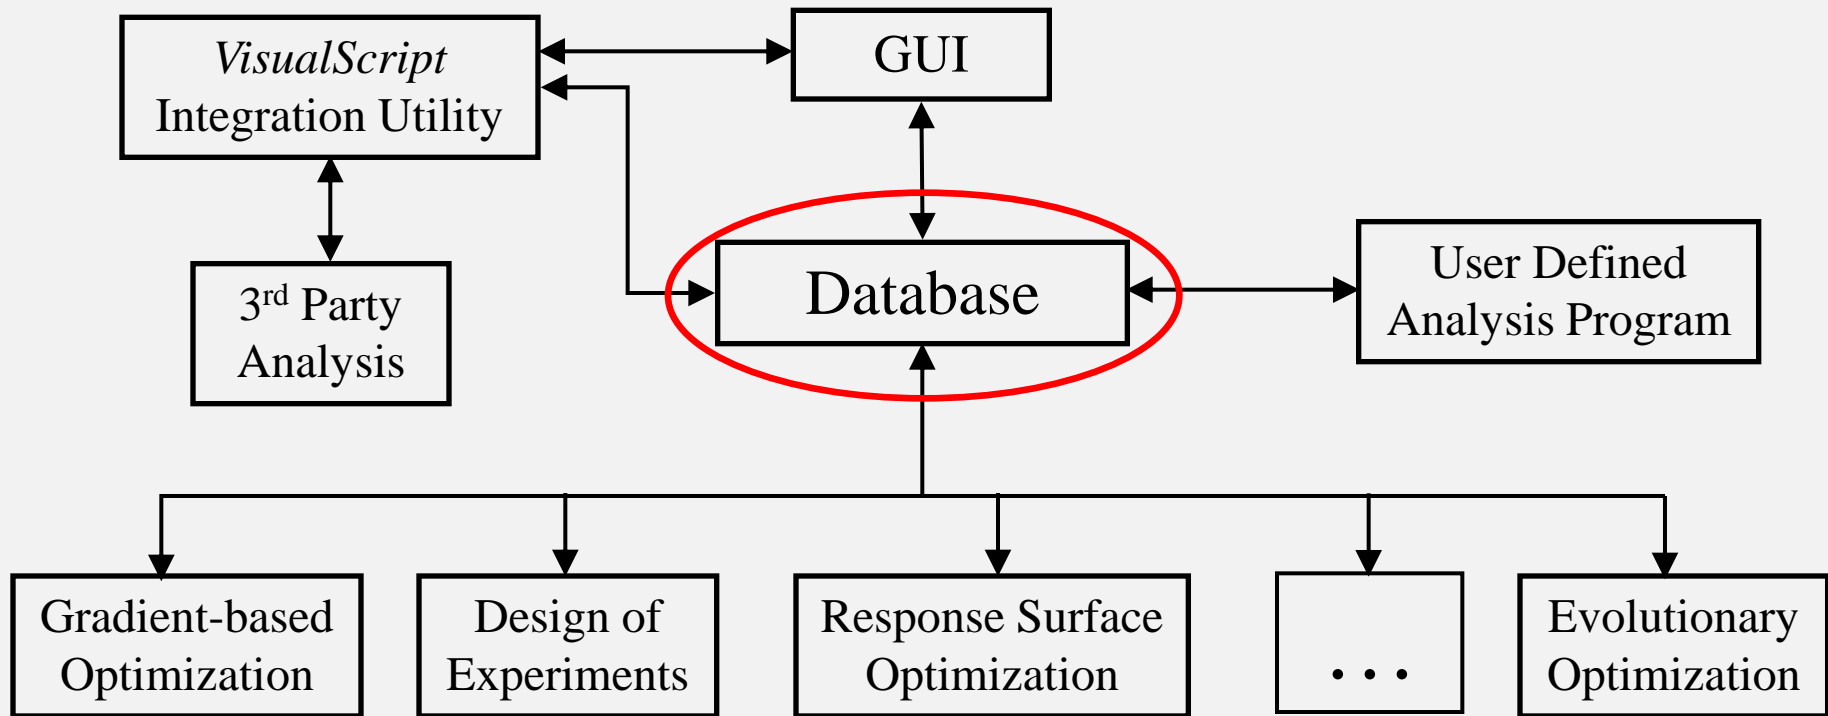 VisualScript
Integration Utility
GUI
3rd Party
Analysis
Database
User Defined
Analysis Program
Gradient-based
Optimization
Design of
Experiments
Response Surface
Optimization
. . .
Evolutionary
Optimization